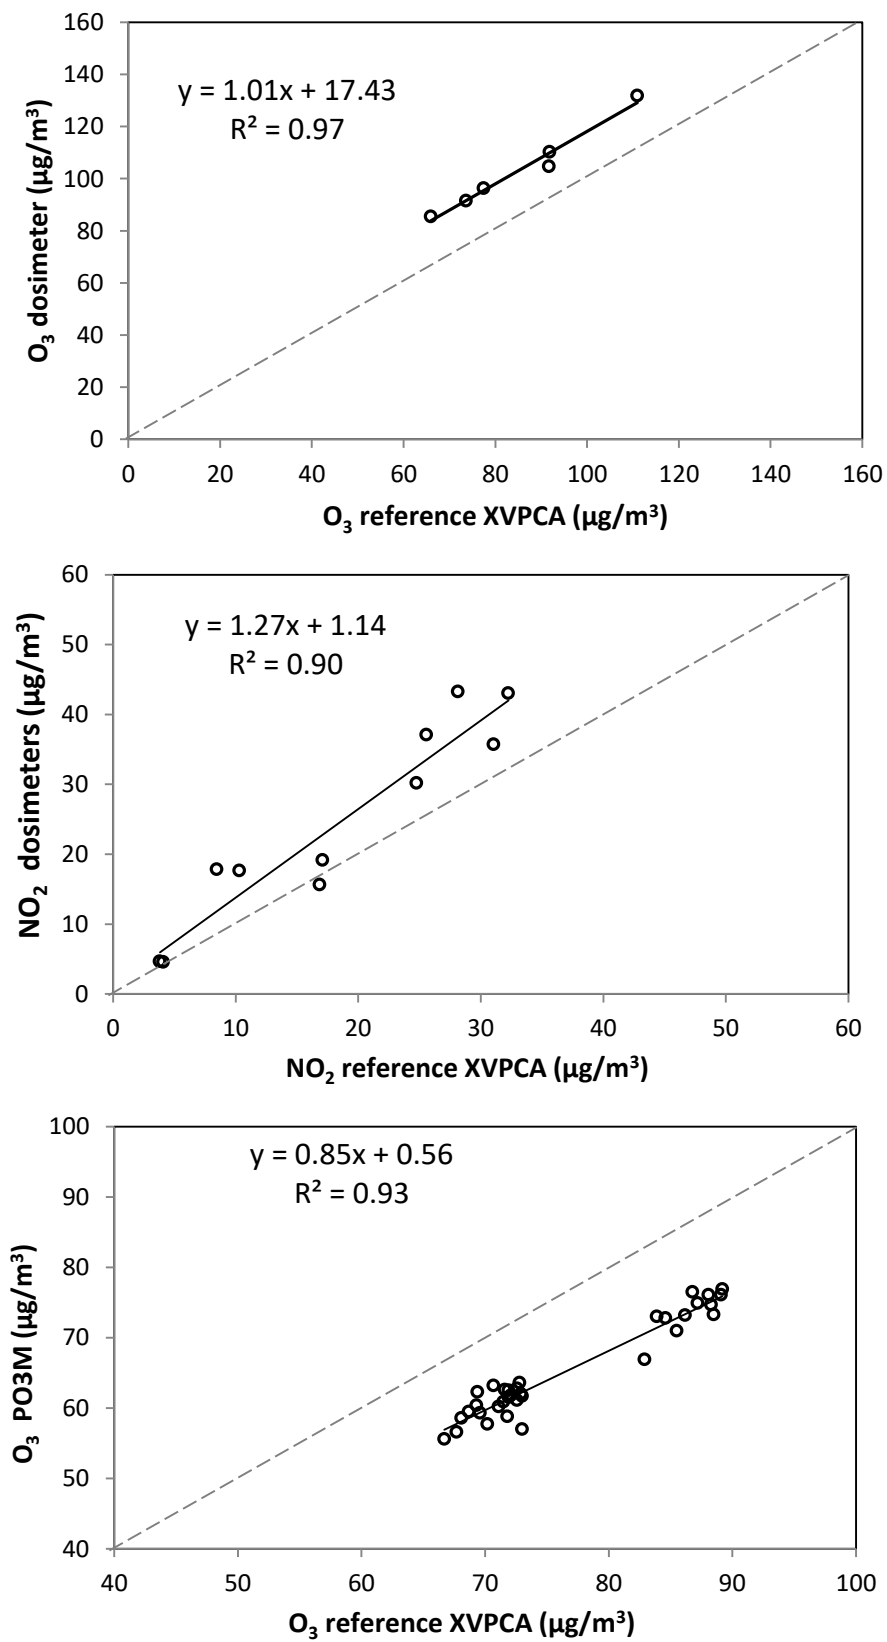 160
y = 1.01x + 17.43
R² = 0.97
140
120
100
80
60
40
20
0
O₃ dosimeter (µg/m³)
0 20 40 60 80 100 120 140 160
O₃ reference XVPCA (µg/m³)
60
y = 1.27x + 1.14
R² = 0.90
50
40
30
20
10
0
NO₂ dosimeters (µg/m³)
0 10 20 30 40 50 60
NO₂ reference XVPCA (µg/m³)
100
y = 0.85x + 0.56
R² = 0.93
90
80
70
60
50
40
O₃ PO3M (µg/m³)
40 50 60 70 80 90 100
O₃ reference XVPCA (µg/m³)